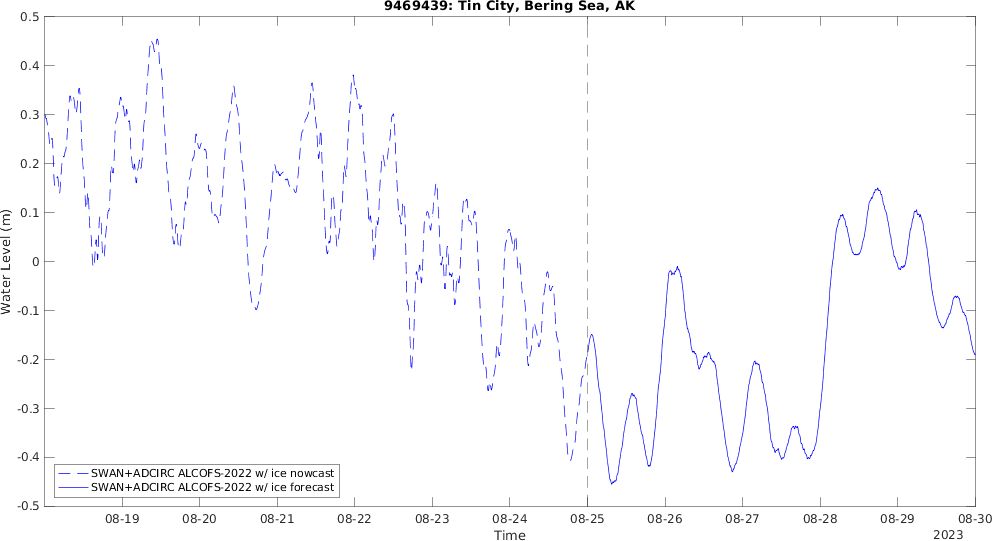 9469439: Tin City, Bering Sea, AK
0.5
0.4
0.3
0.2
0.1
0
-0.1
-0.2
-0.3
-0.4
-0.5
Water Level (m)
SWAN+ADCIRC ALCOFS-2022 w/ ice nowcast
SWAN+ADCIRC ALCOFS-2022 w/ ice forecast
08-19 08-20 08-21 08-22 08-23 08-24 08-25 08-26 08-27 08-28 08-29 08-30
Time
2023